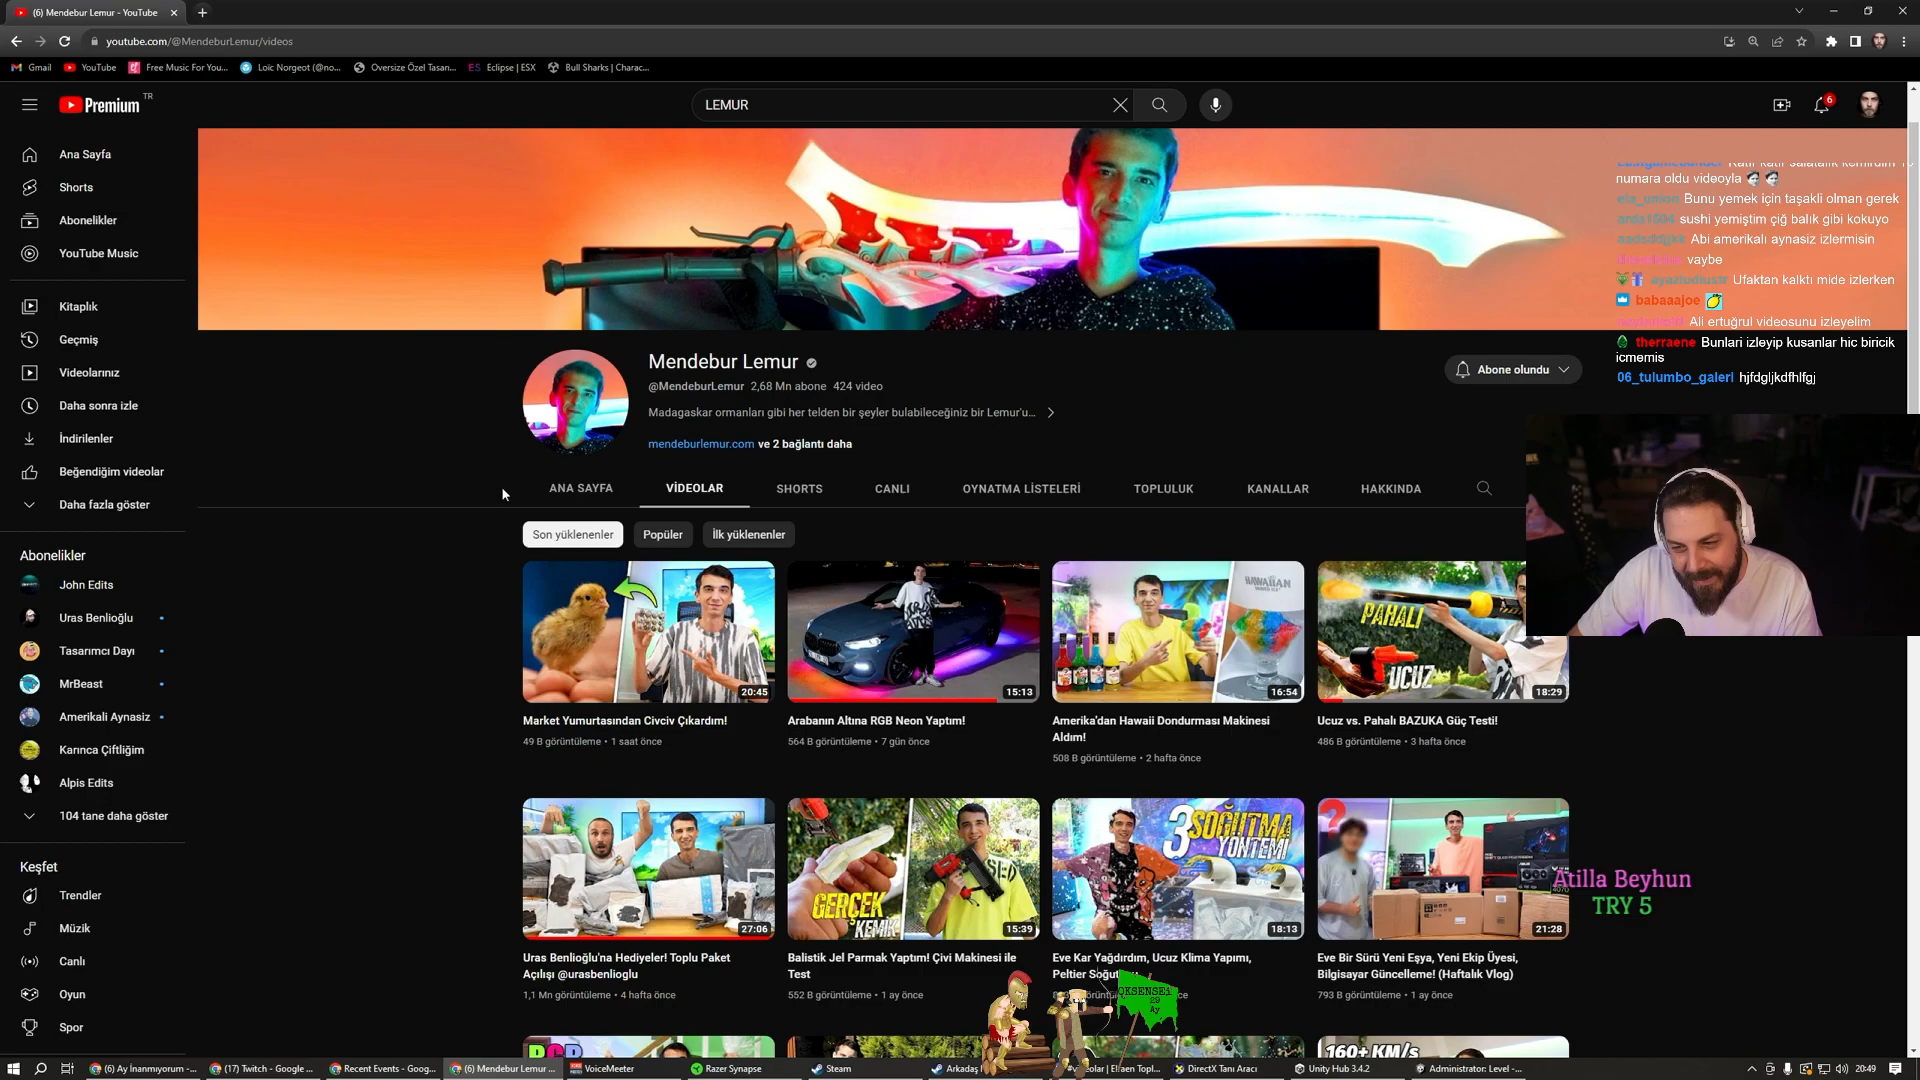 (6) Mendebur Lemur - YouTube
youtube.com/@MendeburLemur/videos
Gmail
YouTube
Free Music For You...
Loïc Norgeot (@no...
Oversize Özel Tasan...
Eclipse | ESX
Bull Sharks | Charac...
Premium
TR
LEMUR
6
Ana Sayfa
Shorts
Abonelikler
YouTube Music
Kitaplık
Geçmiş
Videolarınız
Daha sonra izle
İndirilenler
Beğendiğim videolar
Daha fazla göster
Abonelikler
John Edits
Uras Benlioğlu
Tasarımcı Dayı
MrBeast
Amerikali Aynasiz
Karınca Çiftliğim
Alpis Edits
104 tane daha göster
Keşfet
Trendler
Müzik
Canlı
Oyun
Spor
numara oldu videoyla
Bunu yemek için taşakli olman gerek
sushi yemiştim çiğ balık gibi kokuyo
Abi amerikalı aynasiz izlermisin
vaybe
Ufaktan kalktı mide izlerken
babaaajoe
Ali ertuğrul videosunu izleyelim
therraene Bunlari izleyip kusanlar hic biricik
icmemis
06_tulumbo_galeri hjfdgljkdfhlfgj
Mendebur Lemur
@MendeburLemur 2,68 Mn abone 424 video
Madagaskar ormanları gibi her telden bir şeyler bulabileceğiniz bir Lemur'u...
mendeburlemur.com ve 2 bağlantı daha
Abone olundu
ANA SAYFA
VİDEOLAR
SHORTS
CANLI
OYNATMA LİSTELERİ
TOPLULUK
KANALLAR
HAKKINDA
Son yüklenenler
Popüler
İlk yüklenenler
20:45
Market Yumurtasından Civciv Çıkardım!
49 B görüntüleme • 1 saat önce
15:13
Arabanın Altına RGB Neon Yaptım!
564 B görüntüleme • 7 gün önce
HAWAIIAN
16:54
Amerika'dan Hawaii Dondurması Makinesi
Aldım!
508 B görüntüleme • 2 hafta önce
PAHALI
UCUZ
18:29
Ucuz vs. Pahalı BAZUKA Güç Testi!
486 B görüntüleme • 3 hafta önce
27:06
Uras Benlioğlu'na Hediyeler! Toplu Paket
Açılışı @urasbenlioglu
1,1 Mn görüntüleme • 4 hafta önce
GERÇEK
KEMİK
15:39
Balistik Jel Parmak Yaptım! Çivi Makinesi ile
Test
552 B görüntüleme • 1 ay önce
3 SOĞUTMA
YÖNTEMİ
18:13
Eve Kar Yağdırdım, Ucuz Klima Yapımı,
Peltier
21:28
Eve Bir Sürü Yeni Eşya, Yeni Ekip Üyesi,
Bilgisayar Güncelleme! (Haftalık Vlog)
793 B görüntüleme • 1 ay önce
Atilla Beyhun
TRY 5
OKSENSEi
29
Ay
160+ KM/s
(6) Ay İnanmıyorum -...
(17) Twitch - Google ...
Recent Events - Goog...
(6) Mendebur Lemur ...
VoiceMeeter
Razer Synapse
Steam
DirectX Tanı Aracı
Unity Hub 3.4.2
Administrator: Level -...
20:49